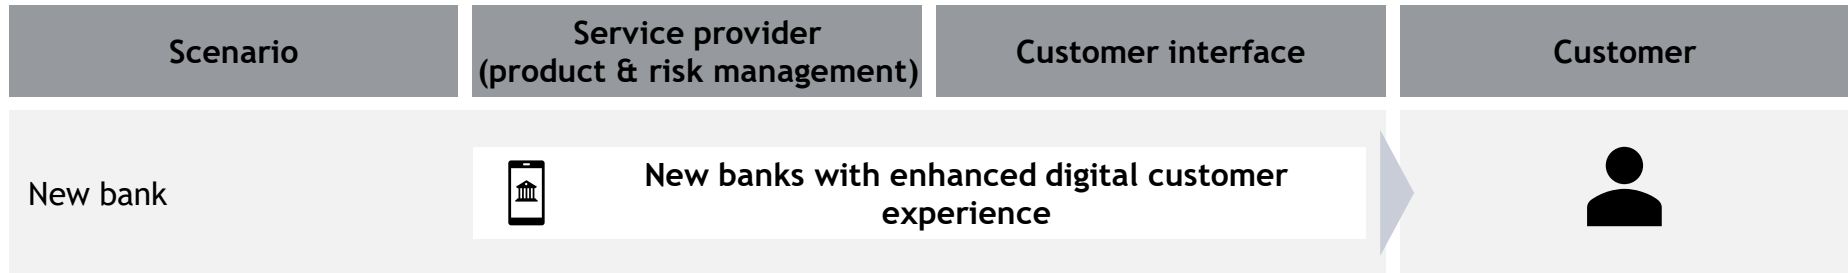 Scenario
Service provider
(product & risk management)
Customer interface
Customer
New bank
New banks with enhanced digital customer
experience